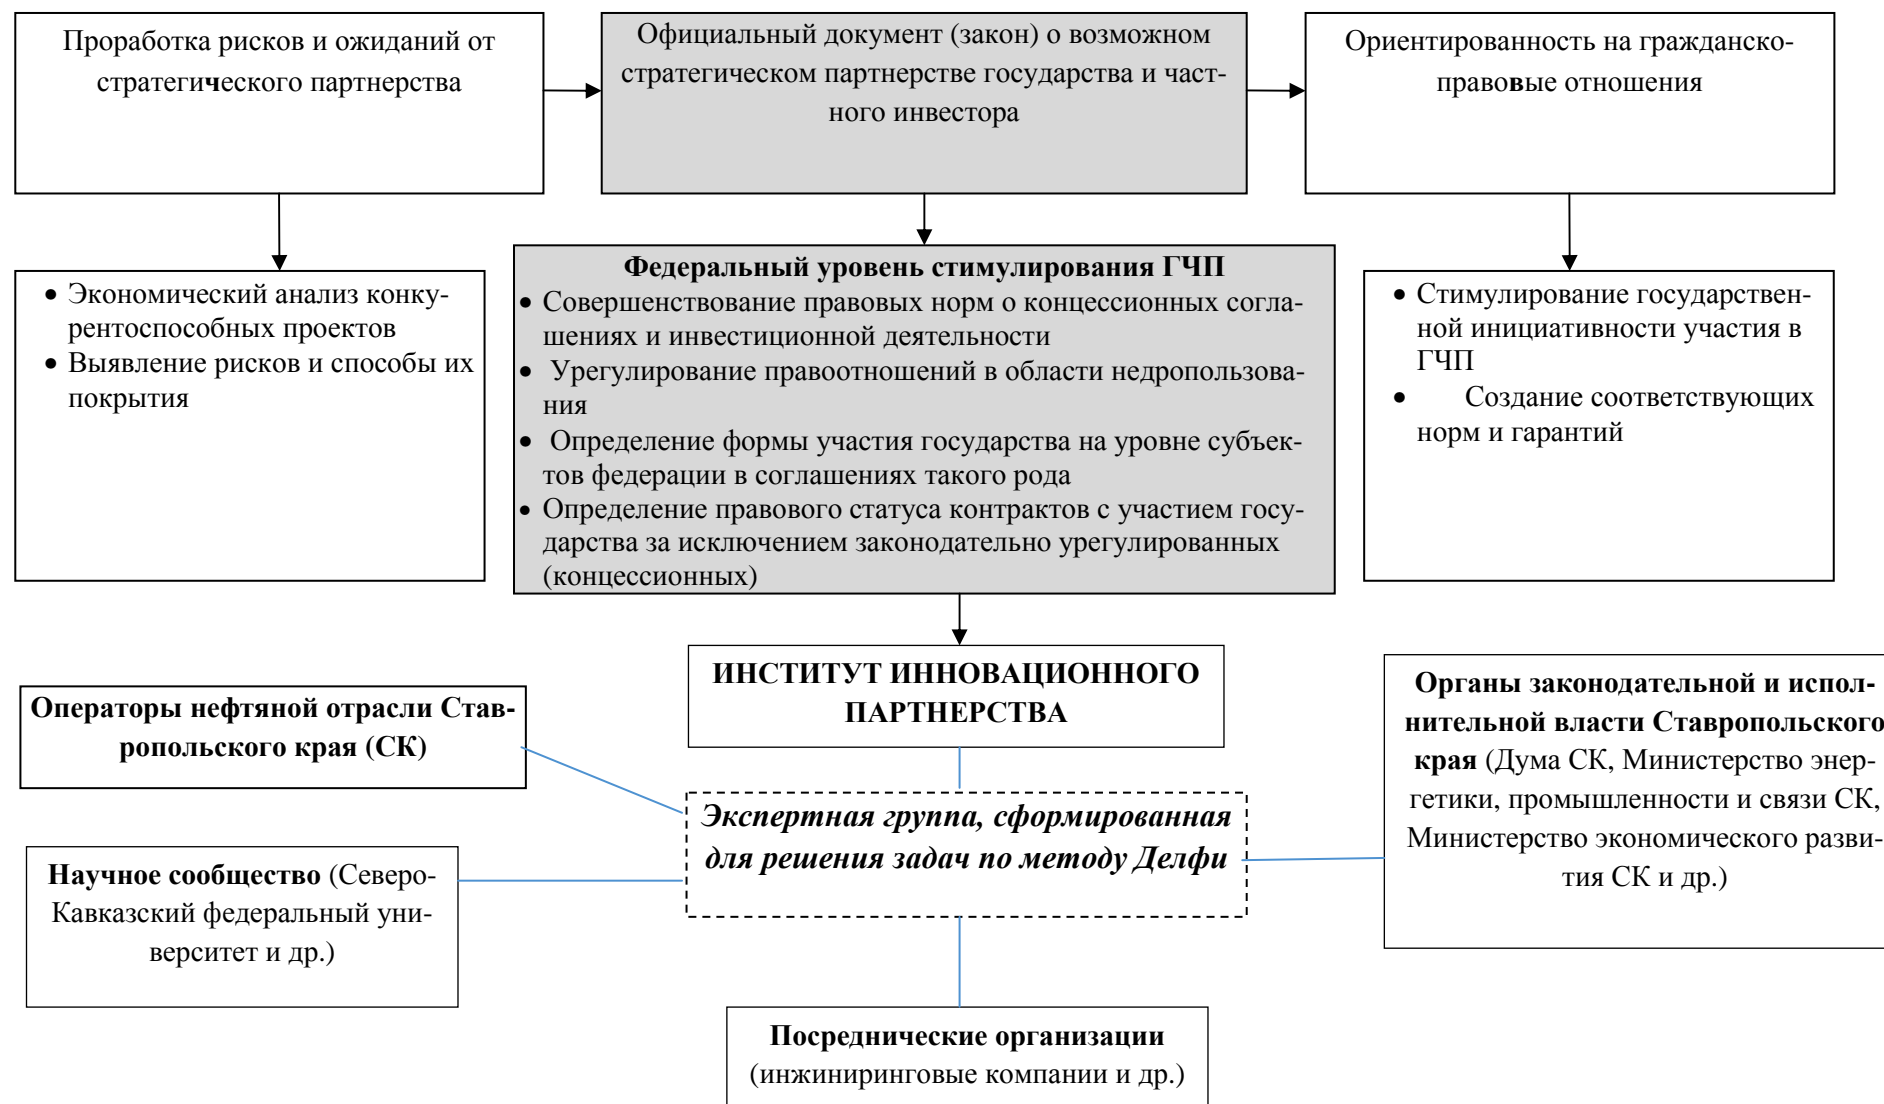 Проработка рисков и ожиданий от
стратегического партнерства
Официальный документ (закон) о возможном
стратегическом партнерстве государства и част-
ного инвестора
Ориентированность на гражданско-
правовые отношения
• Экономический анализ конку-
рентоспособных проектов
• Выявление рисков и способы их
покрытия
Федеральный уровень стимулирования ГЧП
• Совершенствование правовых норм о концессионных согла-
шениях и инвестиционной деятельности
• Урегулирование правоотношений в области недропользова-
ния
• Определение формы участия государства на уровне субъек-
тов федерации в соглашениях такого рода
• Определение правового статуса контрактов с участием госу-
дарства за исключением законодательно урегулированных
(концессионных)
• Стимулирование государствен-
ной инициативности участия в
ГЧП
• Создание соответствующих
норм и гарантий
ИНСТИТУТ ИННОВАЦИОННОГО
ПАРТНЕРСТВА
Операторы нефтяной отрасли Став-
ропольского края (СК)
Органы законодательной и испол-
нительной власти Ставропольского
края (Дума СК, Министерство энер-
гетики, промышленности и связи СК,
Министерство экономического разви-
тия СК и др.)
Экспертная группа, сформированная
для решения задач по методу Делфи
Научное сообщество (Северо-
Кавказский федеральный уни-
верситет и др.)
Посреднические организации
(инжиниринговые компании и др.)